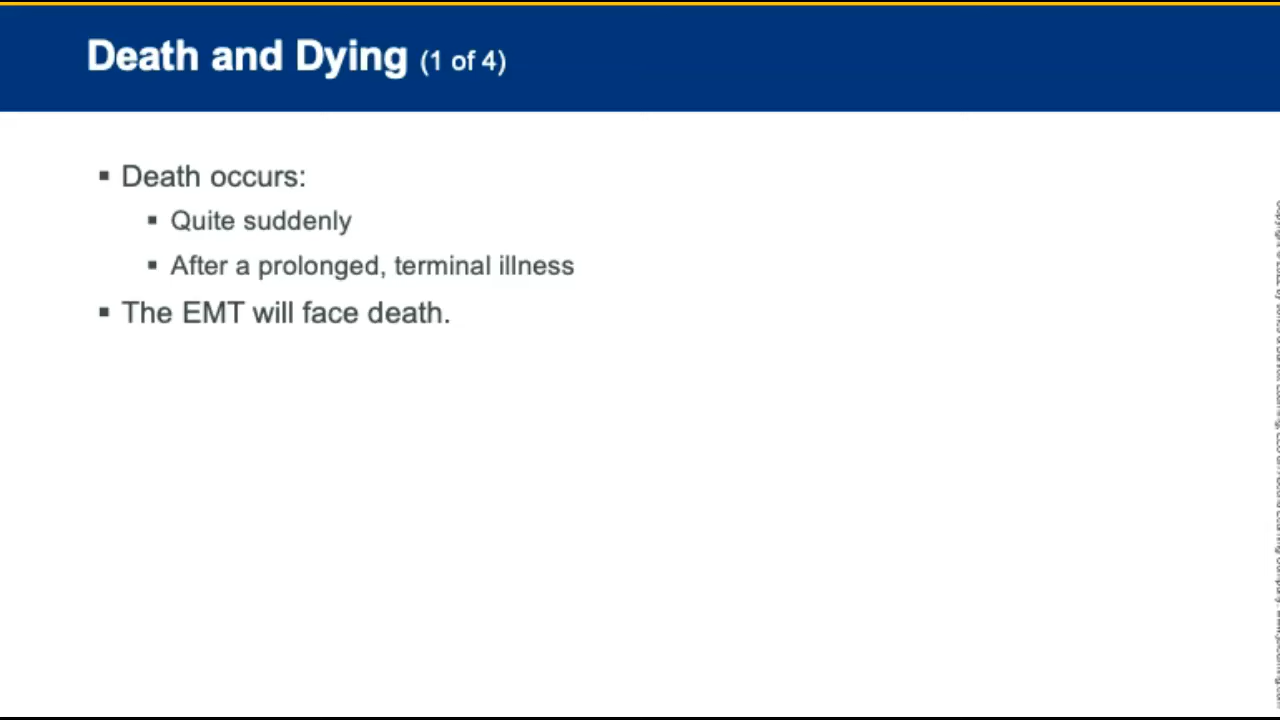 Death and Dying (1 of 4)
▪ Death occurs:
▪ Quite suddenly
▪ After a prolonged, terminal illness
▪ The EMT will face death.